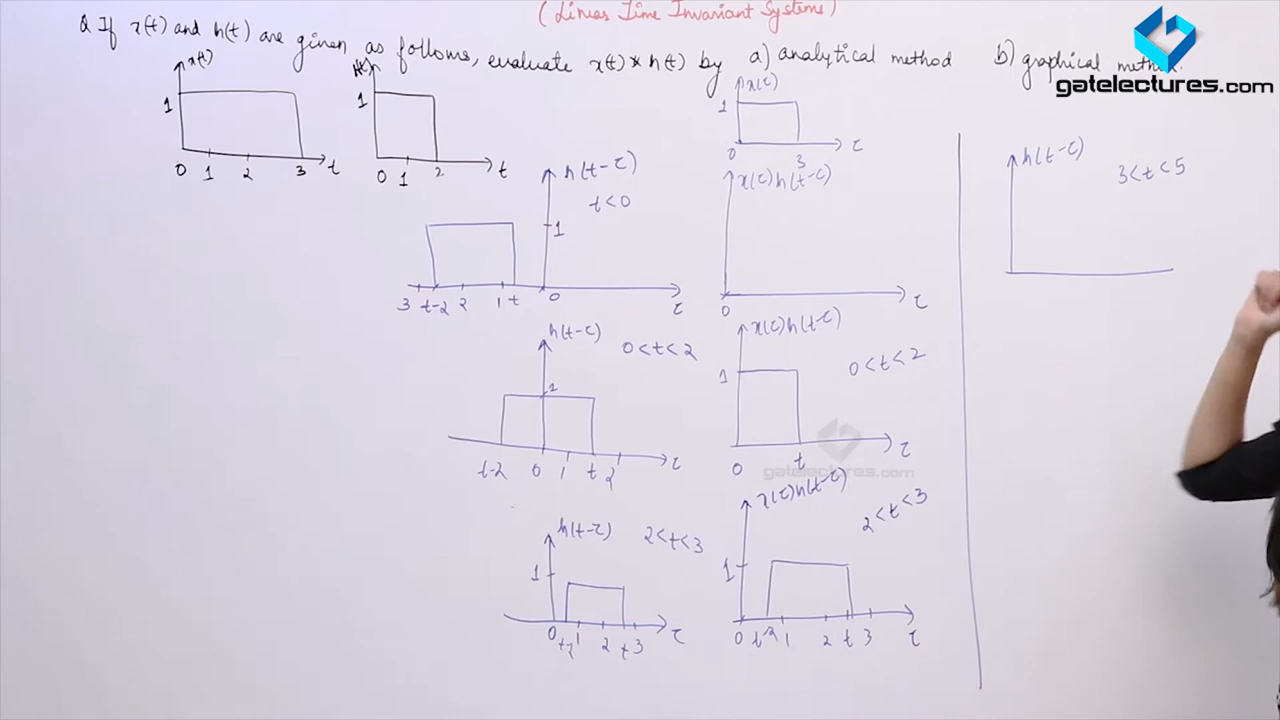 (Linear Time Invariant Systems)
Q If x(t) and h(t) are given as follows, evaluate x(t) * h(t) by a) analytical method b) graphical method.
gatelectures.com
x(t)
1
0 1 2 3 t
h(t)
1
0 1 2 t
x(τ)
1
0 3 τ
h(t-τ)
t<0
1
3 t-2 2 1 t 0 τ
x(τ)h(t-τ)
0 τ
h(t-τ)
3<t<5
h(t-τ)
0<t<2
1
t-2 0 1 t 2 τ
x(τ)h(t-τ)
0<t<2
1
0 t τ
gatelectures.com
h(t-τ)
2<t<3
1
0 t-2 1 2 t 3 τ
x(τ)h(t-τ)
2<t<3
1
0 t-2 1 2 t 3 τ